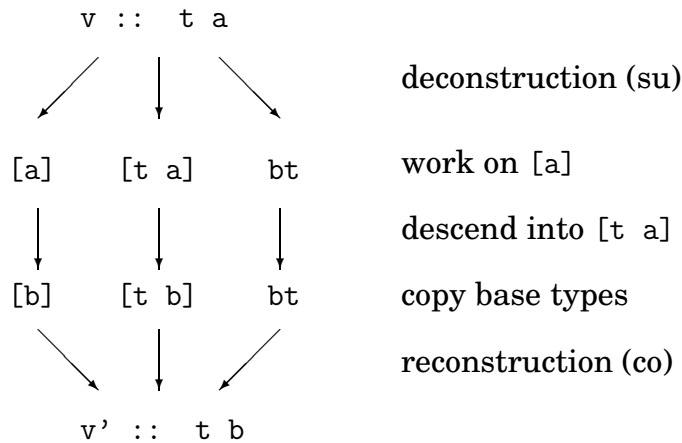 v :: t a
deconstruction (su)
[a] [t a] bt
work on [a]
descend into [t a]
[b] [t b] bt
copy base types
reconstruction (co)
v' :: t b